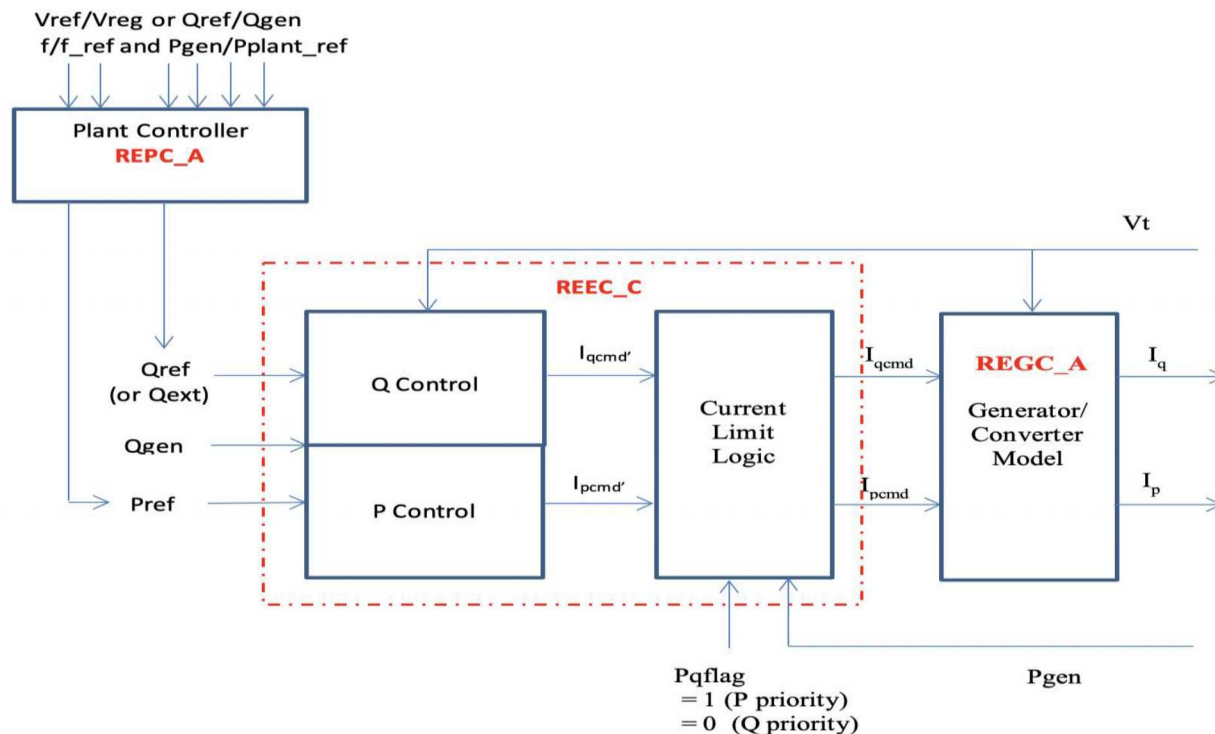 Vref/Vreg or Qref/Qgen
f/f_ref and Pgen/Pplant_ref
Plant Controller
REPC_A
Vt
REEC_C
Qref
(or Qext)
Qgen
Pref
Q Control
P Control
Iqcmd'
Ipcmd'
Current
Limit
Logic
Iqcmd
Ipcmd
REGC_A
Generator/
Converter
Model
Iq
Ip
Pqflag
= 1 (P priority)
= 0 (Q priority)
Pgen